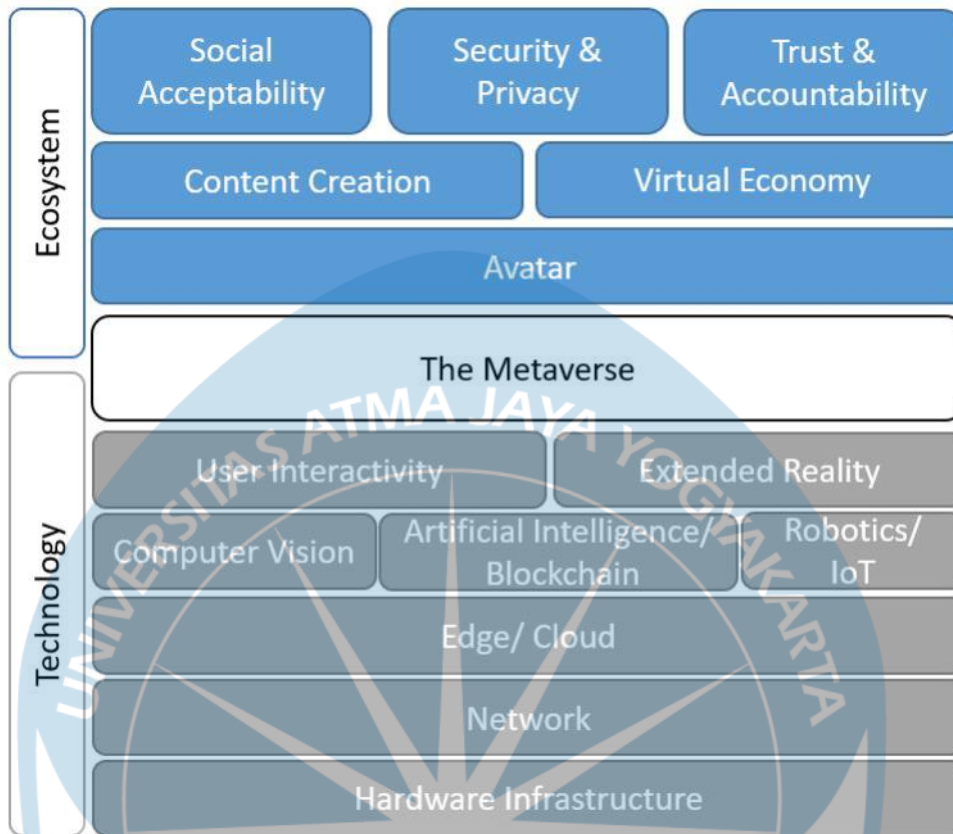 Ecosystem
Social
Acceptability
Security &
Privacy
Trust &
Accountability
Content Creation
Virtual Economy
Avatar
The Metaverse
Technology
User Interactivity
Extended Reality
Computer Vision
Artificial Intelligence/
Blockchain
Robotics/
IoT
Edge/ Cloud
Network
Hardware Infrastructure
UNIVERSITAS ATMA JAYA YOGYAKARTA